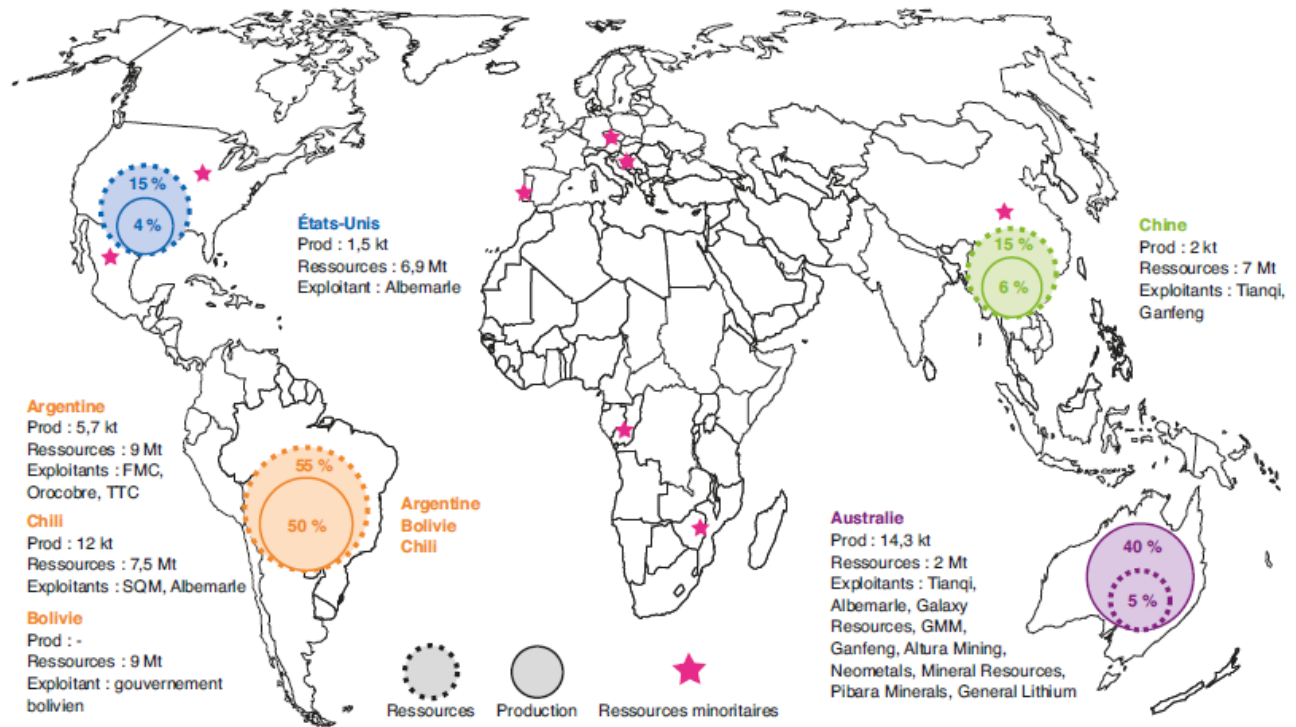 15 %
4 %
États-Unis
Prod : 1,5 kt
Ressources : 6,9 Mt
Exploitant : Albemarle
15 %
6 %
Chine
Prod : 2 kt
Ressources : 7 Mt
Exploitants : Tianqi,
Ganfeng
Argentine
Prod : 5,7 kt
Ressources : 9 Mt
Exploitants : FMC,
Orocobre, TTC
Chili
Prod : 12 kt
Ressources : 7,5 Mt
Exploitants : SQM, Albemarle
Bolivie
Prod : -
Ressources : 9 Mt
Exploitant : gouvernement
bolivien
55 %
50 %
Argentine
Bolivie
Chili
Australie
Prod : 14,3 kt
Ressources : 2 Mt
Exploitants : Tianqi,
Albemarle, Galaxy
Resources, GMM,
Ganfeng, Altura Mining,
Neometals, Mineral Resources,
Pibara Minerals, General Lithium
40 %
5 %
Ressources
Production
Ressources minoritaires